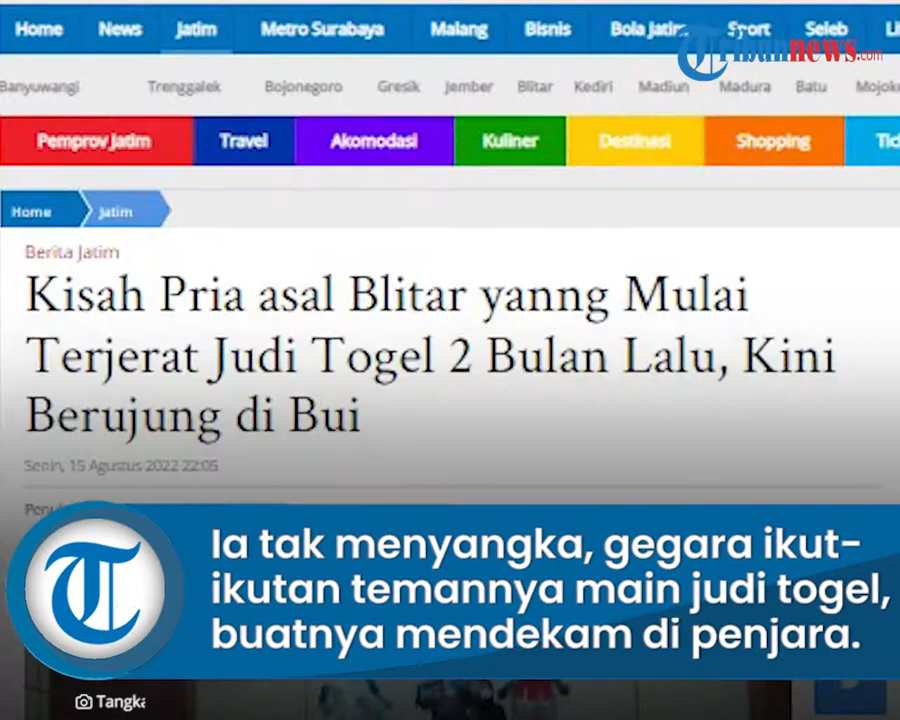 Home News Jatim Metro Surabaya Malang Bisnis Bola Jatim Sport Seleb
Tribunnews.com
Banyuwangi Trenggalek Bojonegoro Gresik Jember Blitar Kediri Madiun Madura Batu
Pemprov Jatim Travel Akomodasi Kuliner Destinasi Shopping
Home Jatim
Berita Jatim
Kisah Pria asal Blitar yanng Mulai
Terjerat Judi Togel 2 Bulan Lalu, Kini
Berujung di Bui
Senin, 15 Agustus 2022 22:05
Ia tak menyangka, gegara ikut-
ikutan temannya main judi togel,
buatnya mendekam di penjara.